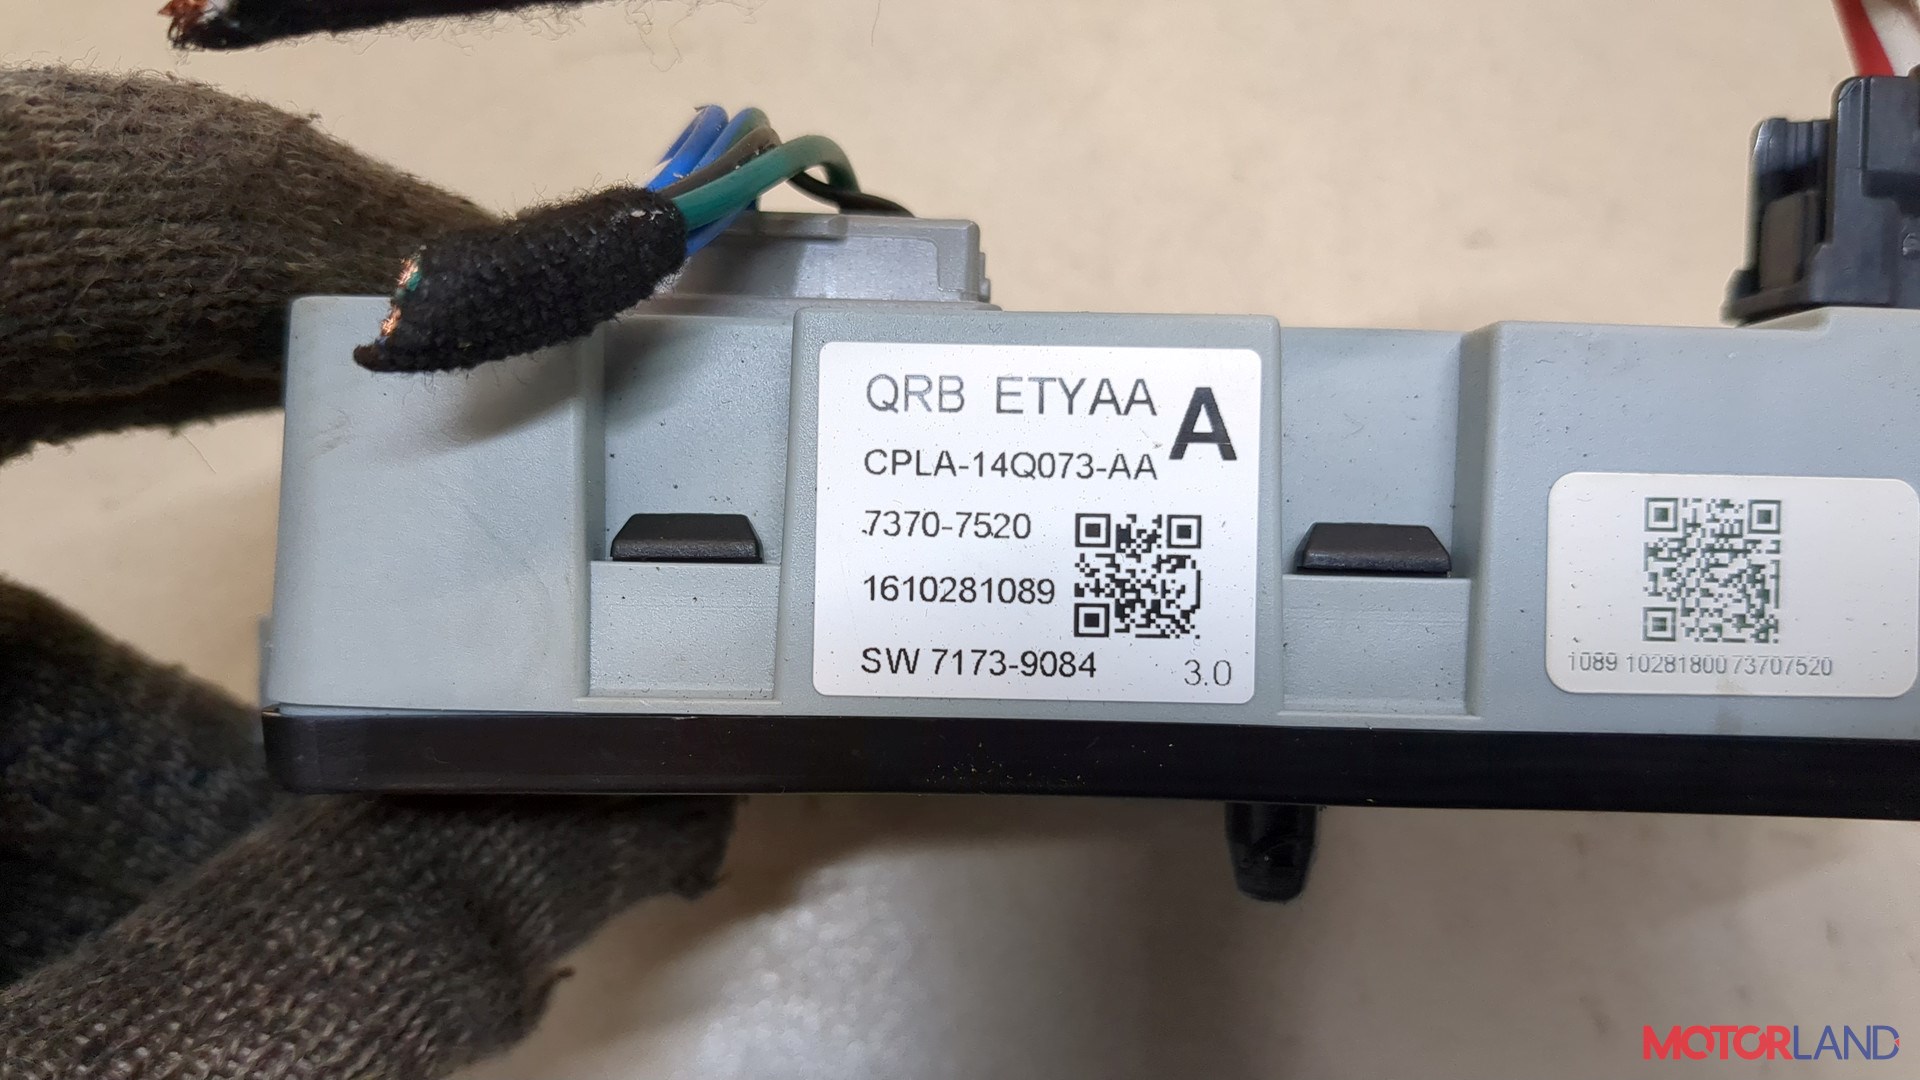 QRB ETYAA A
CPLA-14Q073-AA
7370-7520
1610281089
SW 7173-9084 3.0
1089 10281800 73707520
MOTORLAND